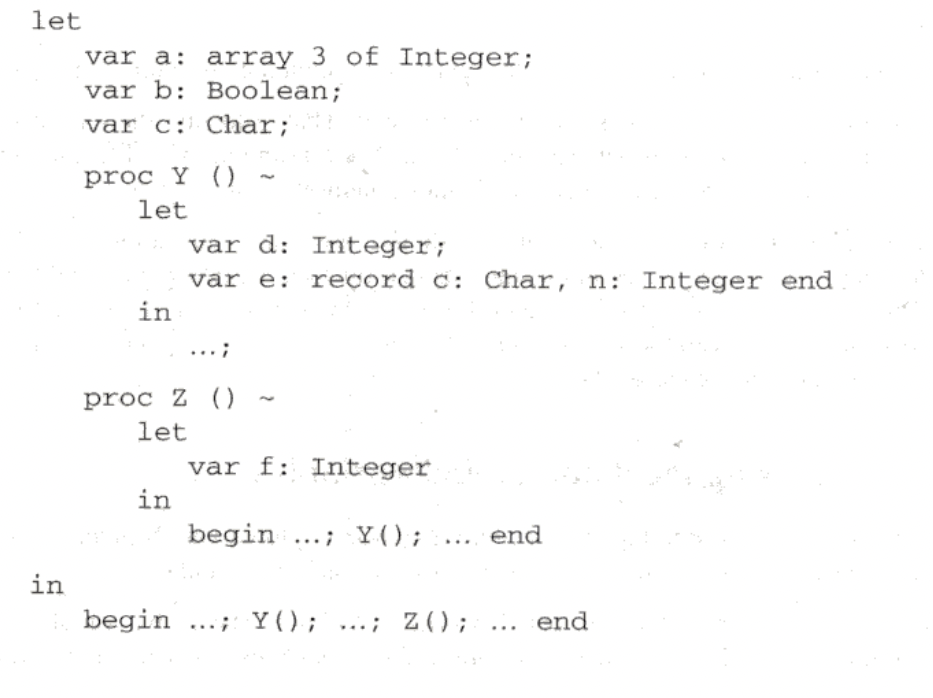 let
var a: array 3 of Integer;
var b: Boolean;
var c: Char;
proc Y () ~
let
var d: Integer;
var e: record c: Char, n: Integer end
in
...;
proc Z () ~
let
var f: Integer
in
begin ...; Y(); ... end
in
begin ...; Y(); ...; Z(); ... end